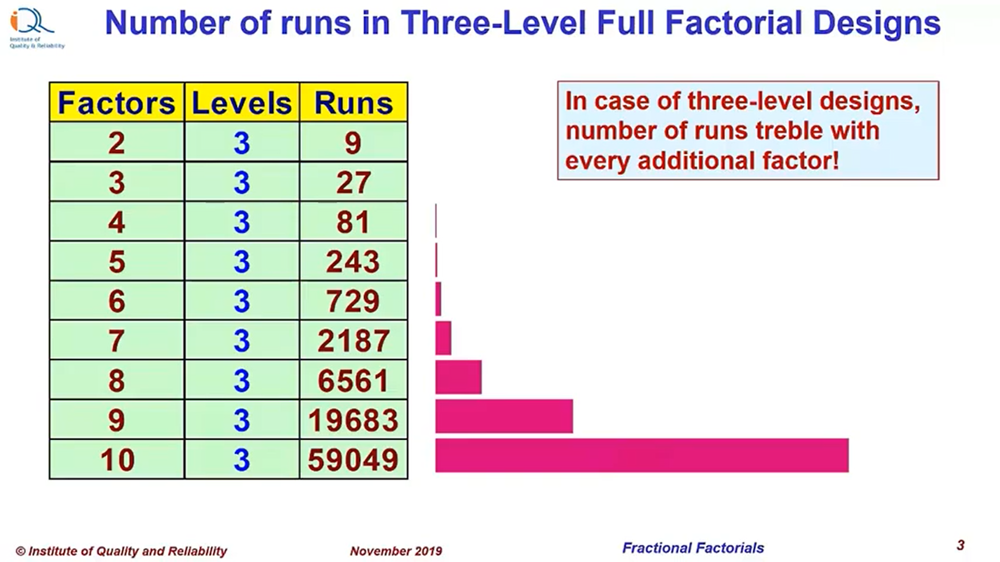 iQR
Institute of
Quality & Reliability
Number of runs in Three-Level Full Factorial Designs
Factors Levels Runs
2 3 9
3 3 27
4 3 81
5 3 243
6 3 729
7 3 2187
8 3 6561
9 3 19683
10 3 59049
In case of three-level designs,
number of runs treble with
every additional factor!
© Institute of Quality and Reliability November 2019 Fractional Factorials 3